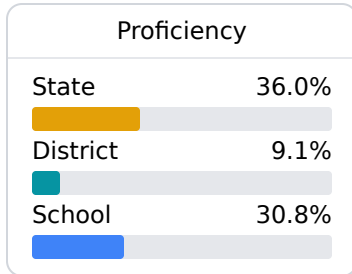 Proficiency
State 36.0%
District 9.1%
School 30.8%